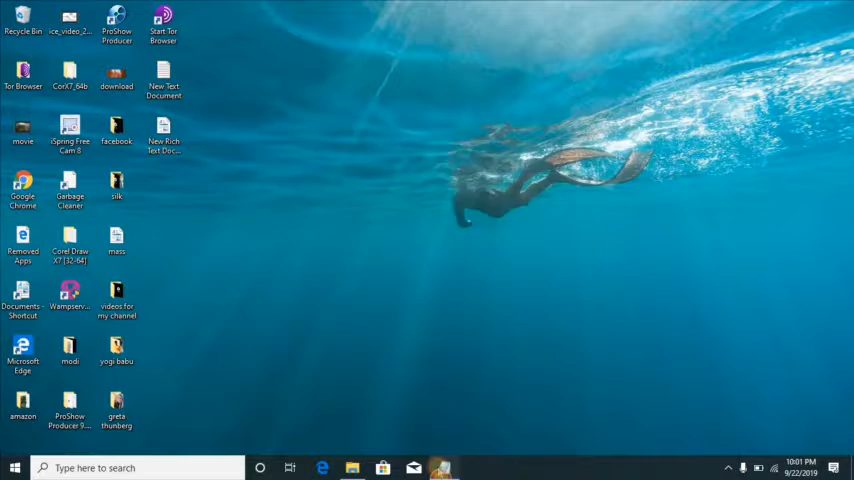 Recycle Bin
ice_video_2...
ProShow
Producer
Start Tor
Browser
Tor Browser
CorX7_64b
download
New Text
Document
movie
iSpring Free
Cam 8
facebook
New Rich
Text Doc...
Google
Chrome
Garbage
Cleaner
silk
Removed
Apps
Corel Draw
X7 [32-64]
mass
Documents -
Shortcut
Wampserv...
videos for
my channel
Microsoft
Edge
modi
yogi babu
amazon
ProShow
Producer 9....
greta
thunberg
Type here to search
10:01 PM
9/22/2019